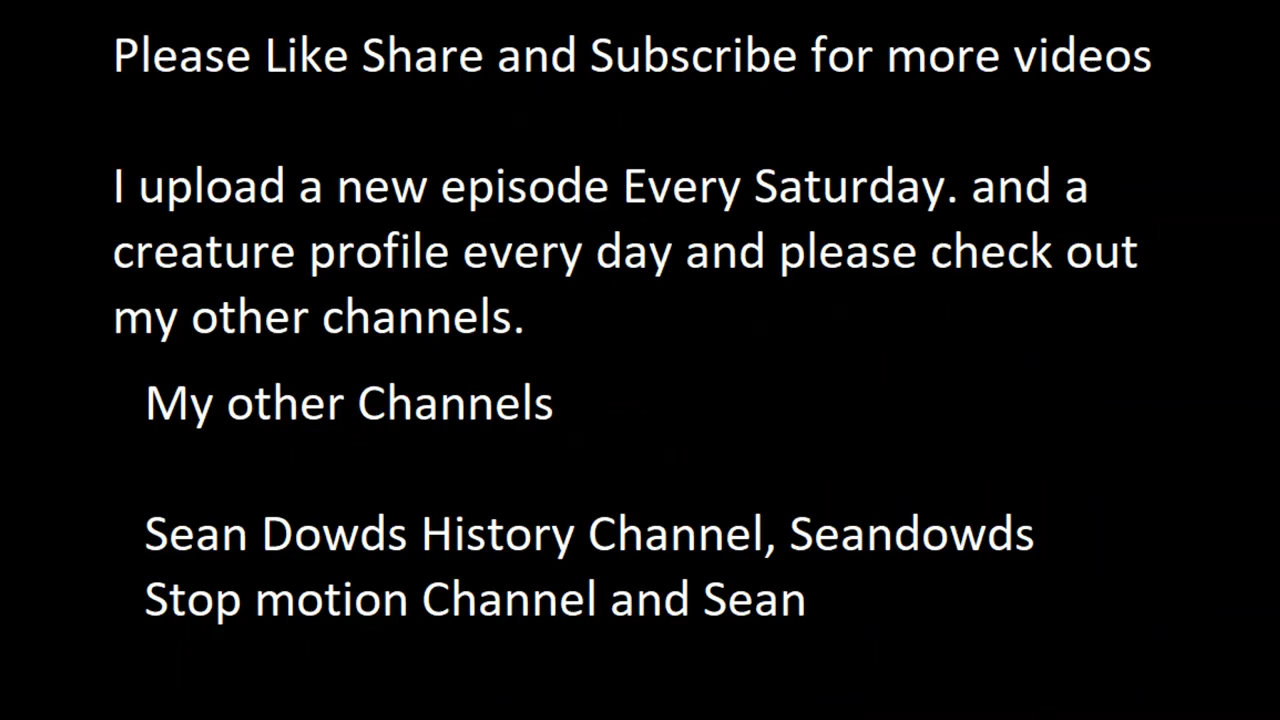 Please Like Share and Subscribe for more videos
I upload a new episode Every Saturday. and a
creature profile every day and please check out
my other channels.
My other Channels
Sean Dowds History Channel, Seandowds
Stop motion Channel and Sean